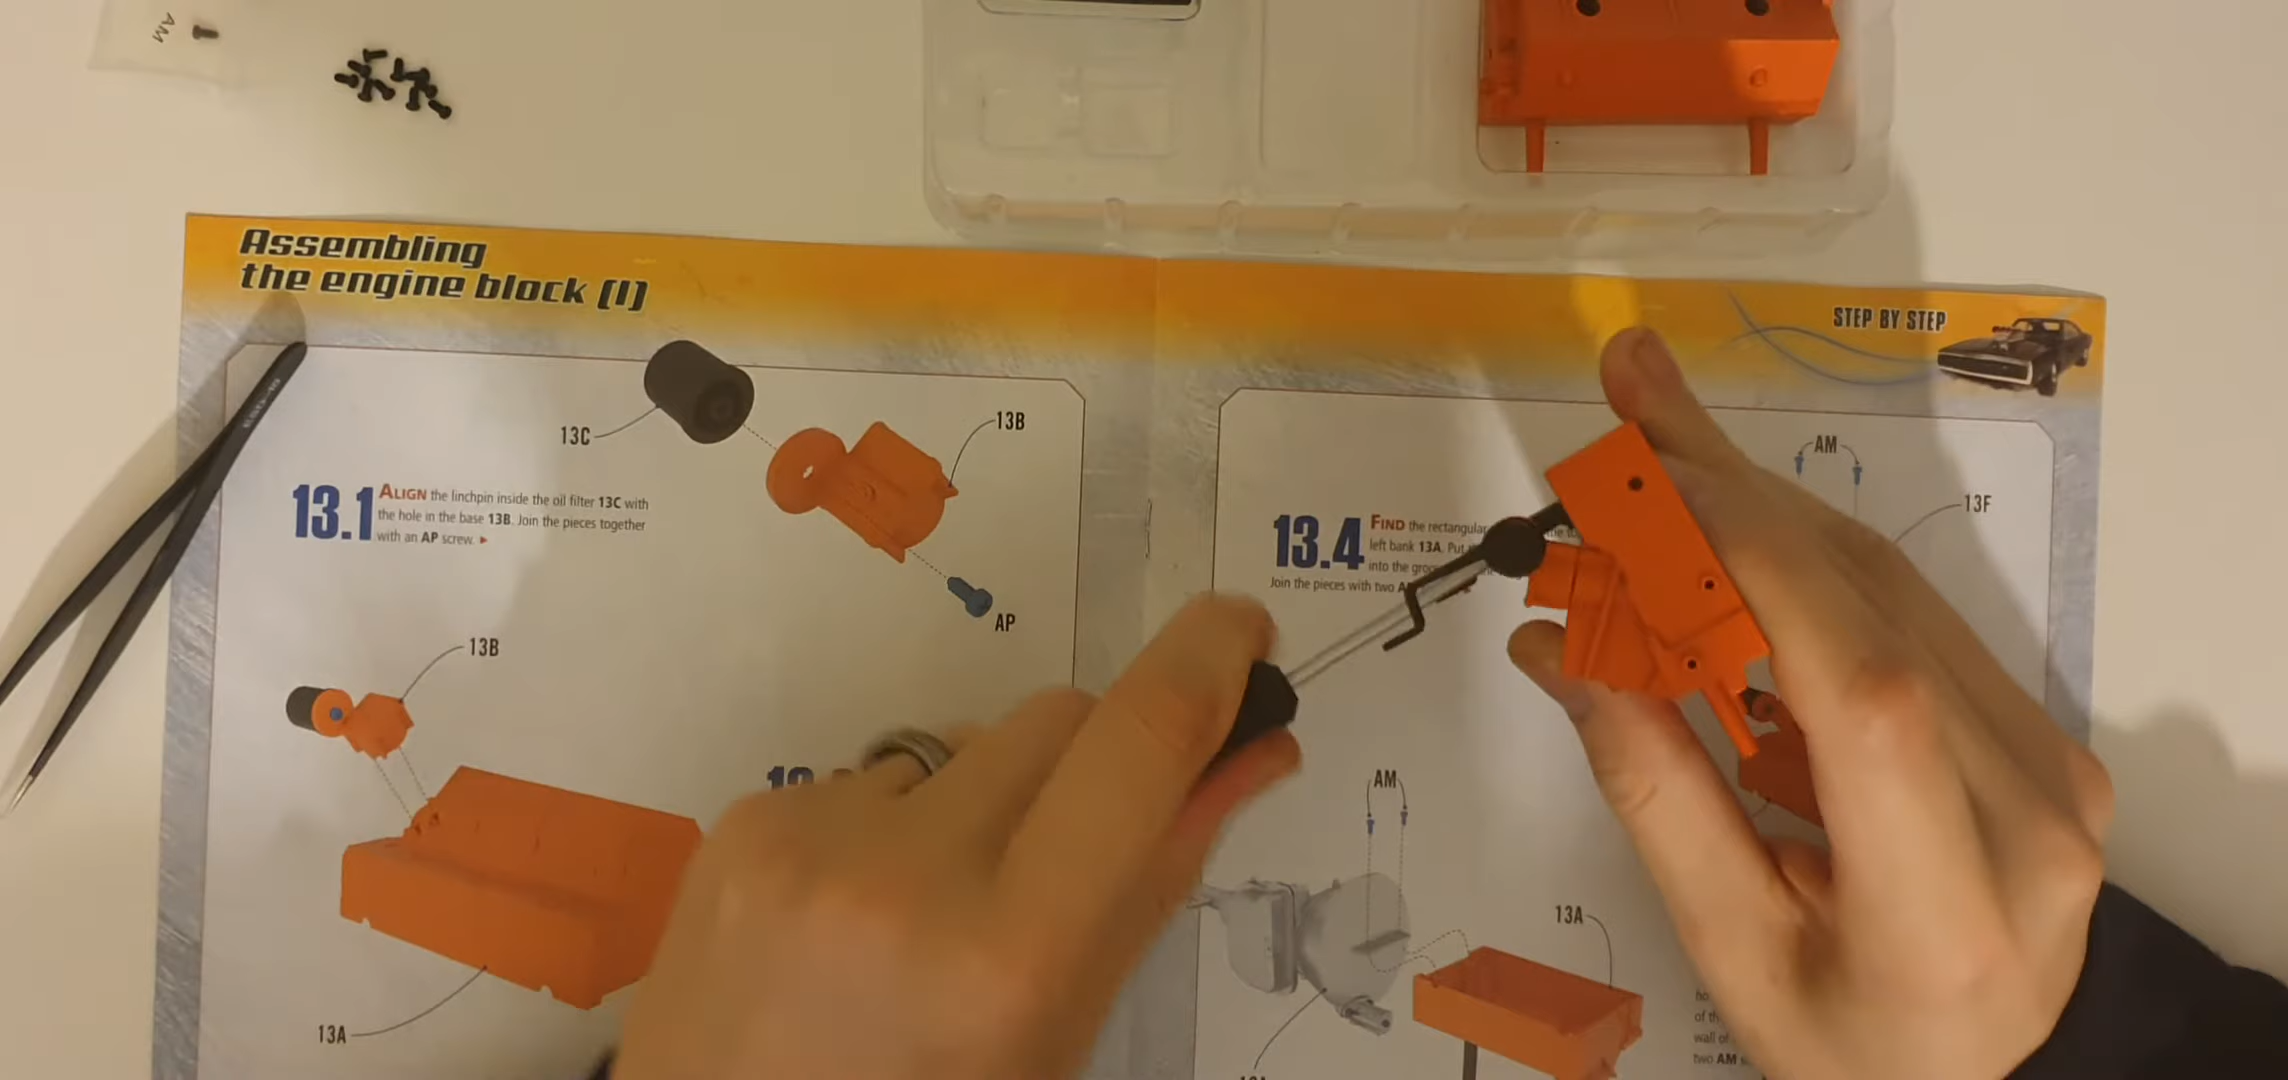 AM
Assembling
the engine block (I)
STEP BY STEP
13C
13B
13.1
ALIGN the linchpin inside the oil filter 13C with
the hole in the base 13B. Join the pieces together
with an AP screw. ►
AP
13B
13A
AM
13F
13.4
FIND the rectangular
left bank 13A. Put
into the
Join the pieces with two
AM
13A
of
wall of
two AM